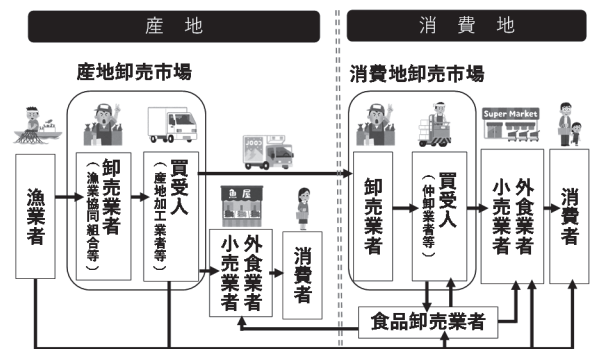 産地
消費地
産地卸売市場
消費地卸売市場
漁業者
卸売業者
（漁業協同組合等）
買受人
（産地加工業者等）
魚屋
外食業者
小売業者
消費者
卸売業者
買受人
（仲卸業者等）
Super Market
外食業者
小売業者
消費者
食品卸売業者